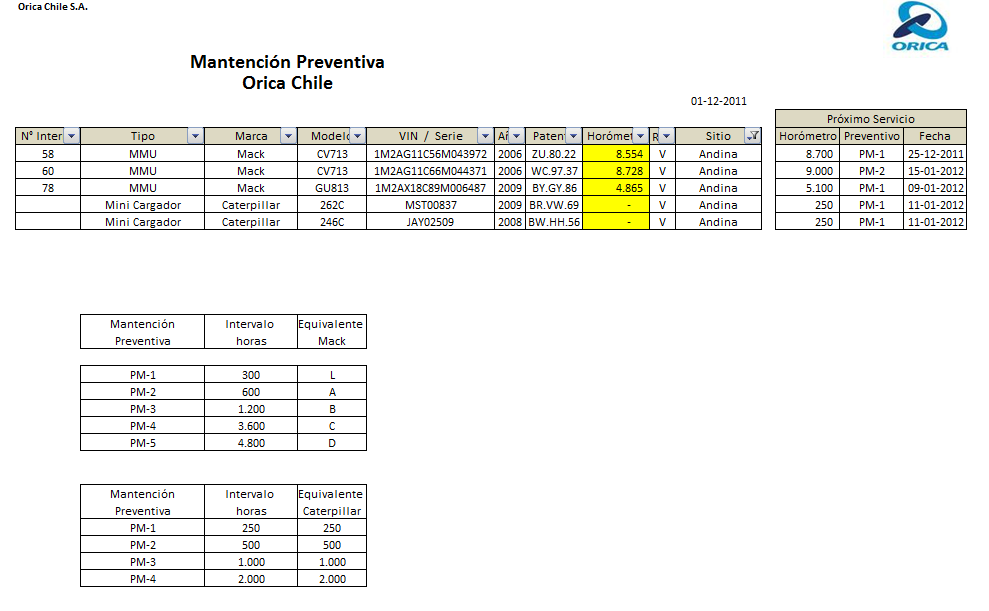 Orica Chile S.A.
ORICA
Mantención Preventiva
Orica Chile
01-12-2011
Próximo Servicio
N° Inter Tipo Marca Modelo VIN / Serie Añ Patent Horómet R Sitio Horómetro Preventivo Fecha
58 MMU Mack CV713 1M2AG11C56M043972 2006 ZU.80.22 8.554 V Andina 8.700 PM-1 25-12-2011
60 MMU Mack CV713 1M2AG11C66M044371 2006 WC.97.37 8.728 V Andina 9.000 PM-2 15-01-2012
78 MMU Mack GU813 1M2AX18C89M006487 2009 BY.GY.86 4.865 V Andina 5.100 PM-1 09-01-2012
Mini Cargador Caterpillar 262C MST00837 2009 BR.VW.69 - V Andina 250 PM-1 11-01-2012
Mini Cargador Caterpillar 246C JAY02509 2008 BW.HH.56 - V Andina 250 PM-1 11-01-2012
Mantención Intervalo Equivalente
Preventiva horas Mack
PM-1 300 L
PM-2 600 A
PM-3 1.200 B
PM-4 3.600 C
PM-5 4.800 D
Mantención Intervalo Equivalente
Preventiva horas Caterpillar
PM-1 250 250
PM-2 500 500
PM-3 1.000 1.000
PM-4 2.000 2.000